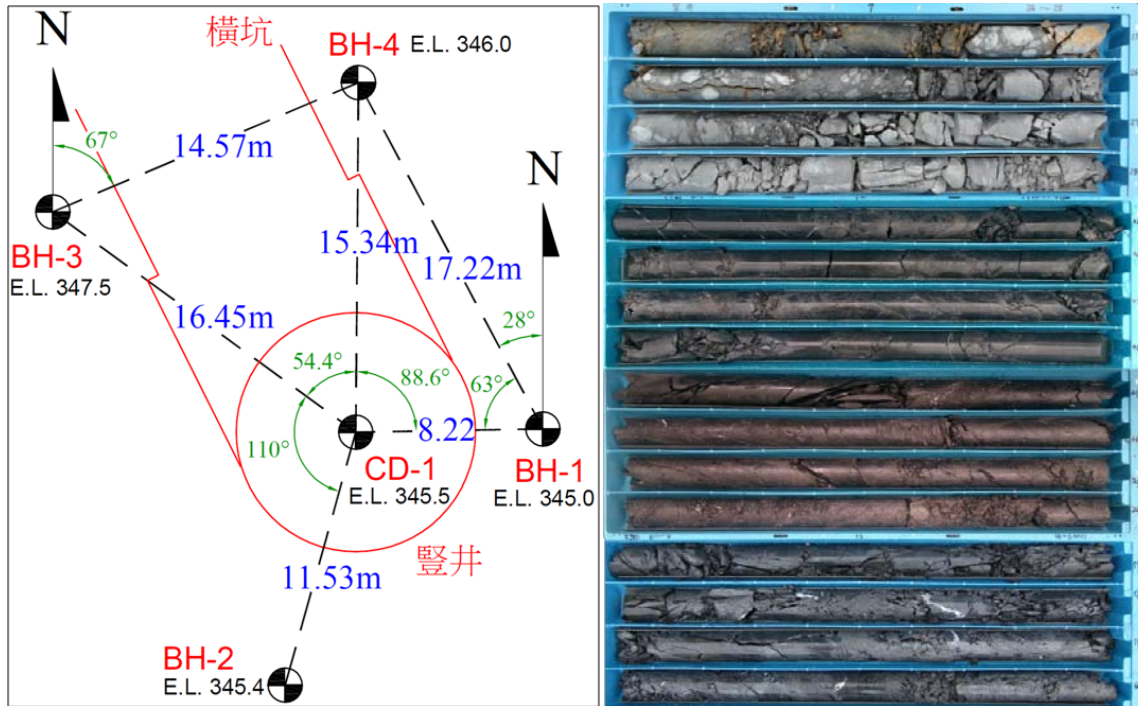 N
橫坑
BH-4 E.L. 346.0
67°
14.57m
N
BH-3
E.L. 347.5
15.34m
17.22m
16.45m
28°
54.4°
88.6°
63°
110°
8.22
CD-1
E.L. 345.5
BH-1
E.L. 345.0
豎井
11.53m
BH-2
E.L. 345.4
7